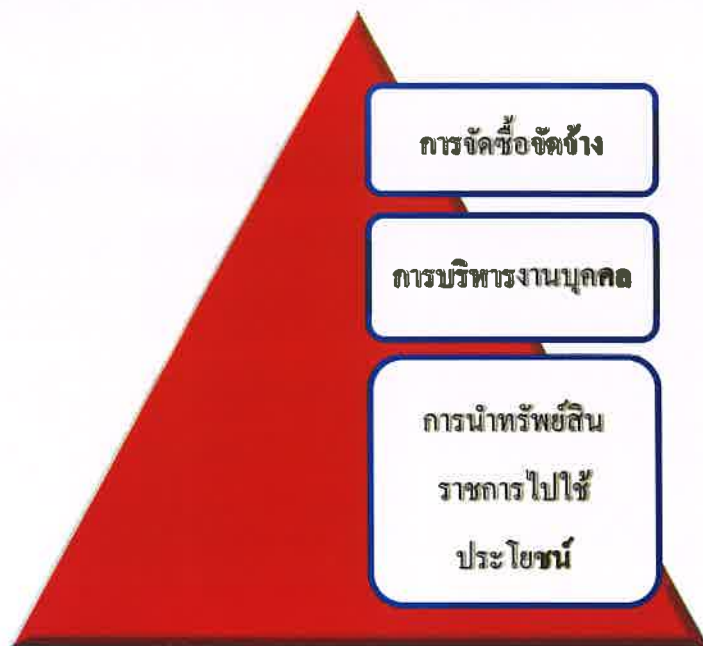 การจัดซื้อจัดจ้าง
การบริหารงานบุคคล
การนำทรัพย์สิน
ราชการไปใช้
ประโยชน์